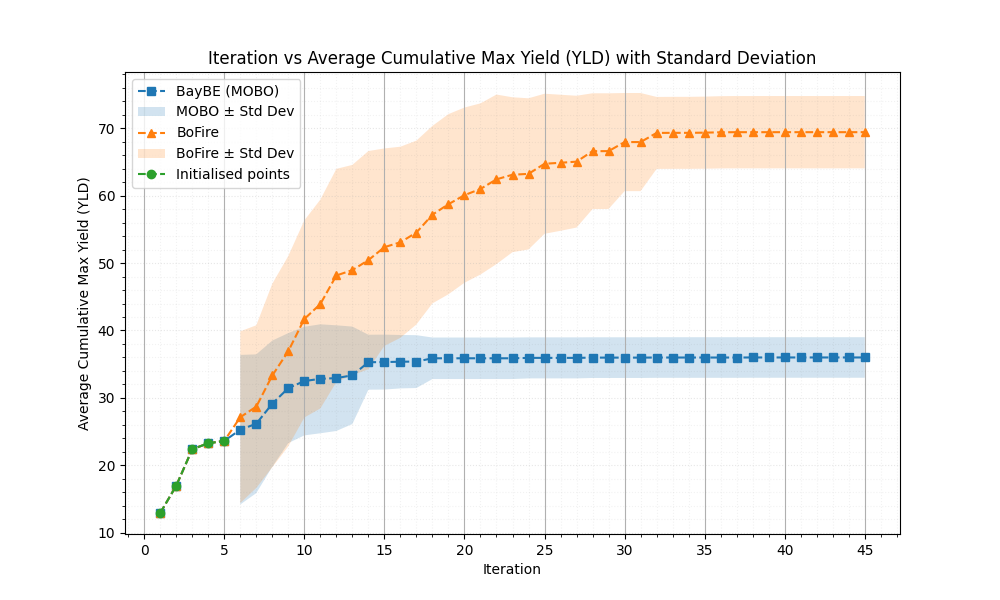 Iteration vs Average Cumulative Max Yield (YLD) with Standard Deviation
BayBE (MOBO)
MOBO ± Std Dev
BoFire
BoFire ± Std Dev
Initialised points
Average Cumulative Max Yield (YLD)
70
60
50
40
30
20
10
0 5 10 15 20 25 30 35 40 45
Iteration